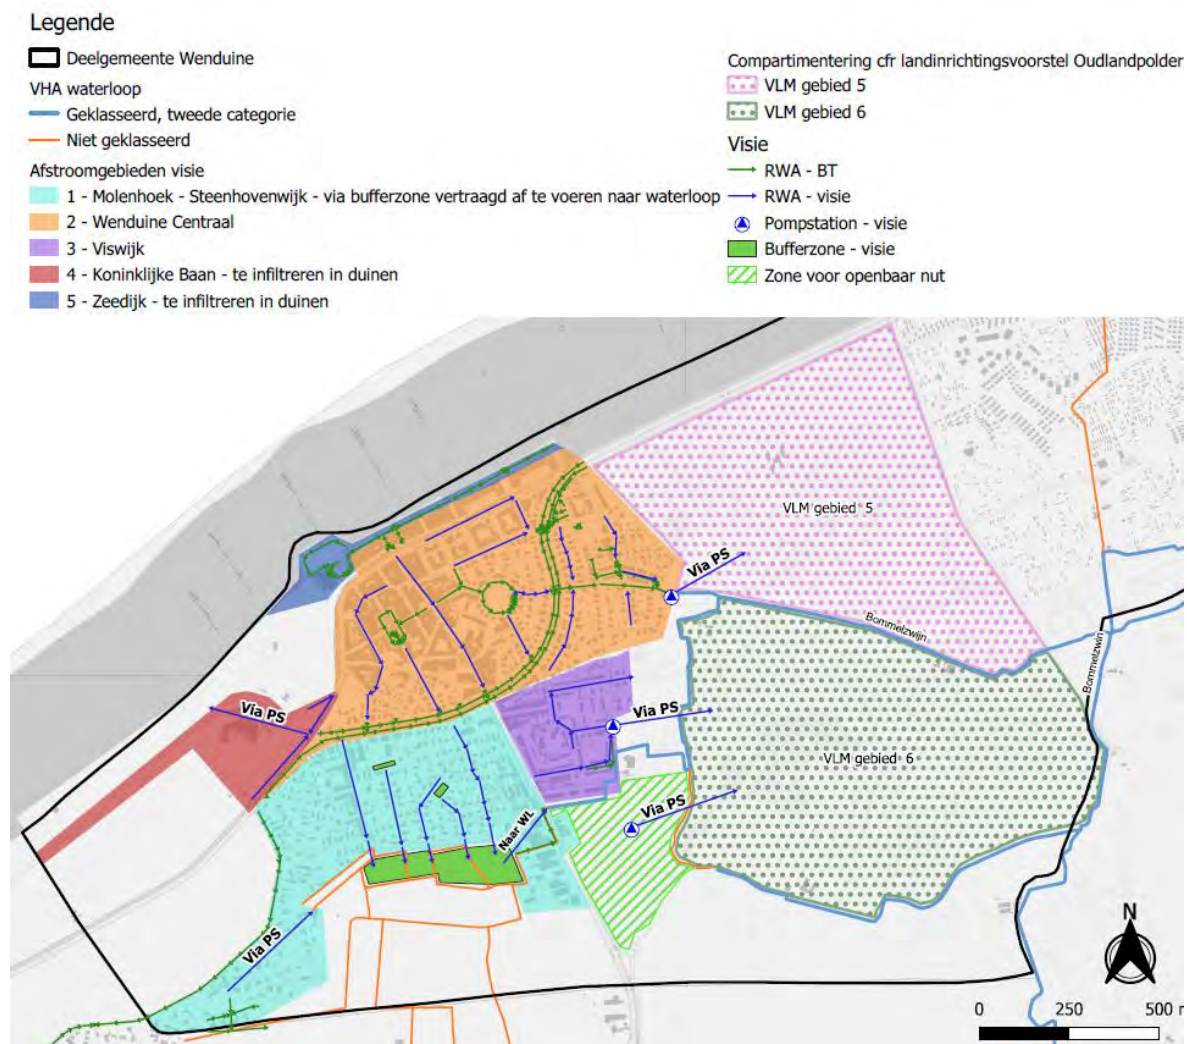 Legende
Deelgemeente Wenduine
VHA waterloop
Geklasseerd, tweede categorie
Niet geklasseerd
Afstroomgebieden visie
1 - Molenhoek - Steenhovenwijk - via bufferzone vertraagd af te voeren naar waterloop
2 - Wenduine Centraal
3 - Viswijk
4 - Koninklijke Baan - te infiltreren in duinen
5 - Zeedijk - te infiltreren in duinen
Compartimentering cfr landinrichtingsvoorstel Oudlandpolder
VLM gebied 5
VLM gebied 6
Visie
RWA - BT
RWA - visie
Pompstation - visie
Bufferzone - visie
Zone voor openbaar nut
VLM gebied 5
Via PS
Bommelzwijn
Bommelzwin
Via PS
Via PS
VLM gebied 6
Via PS
Naar WL
Via PS
N
0 250 500 m